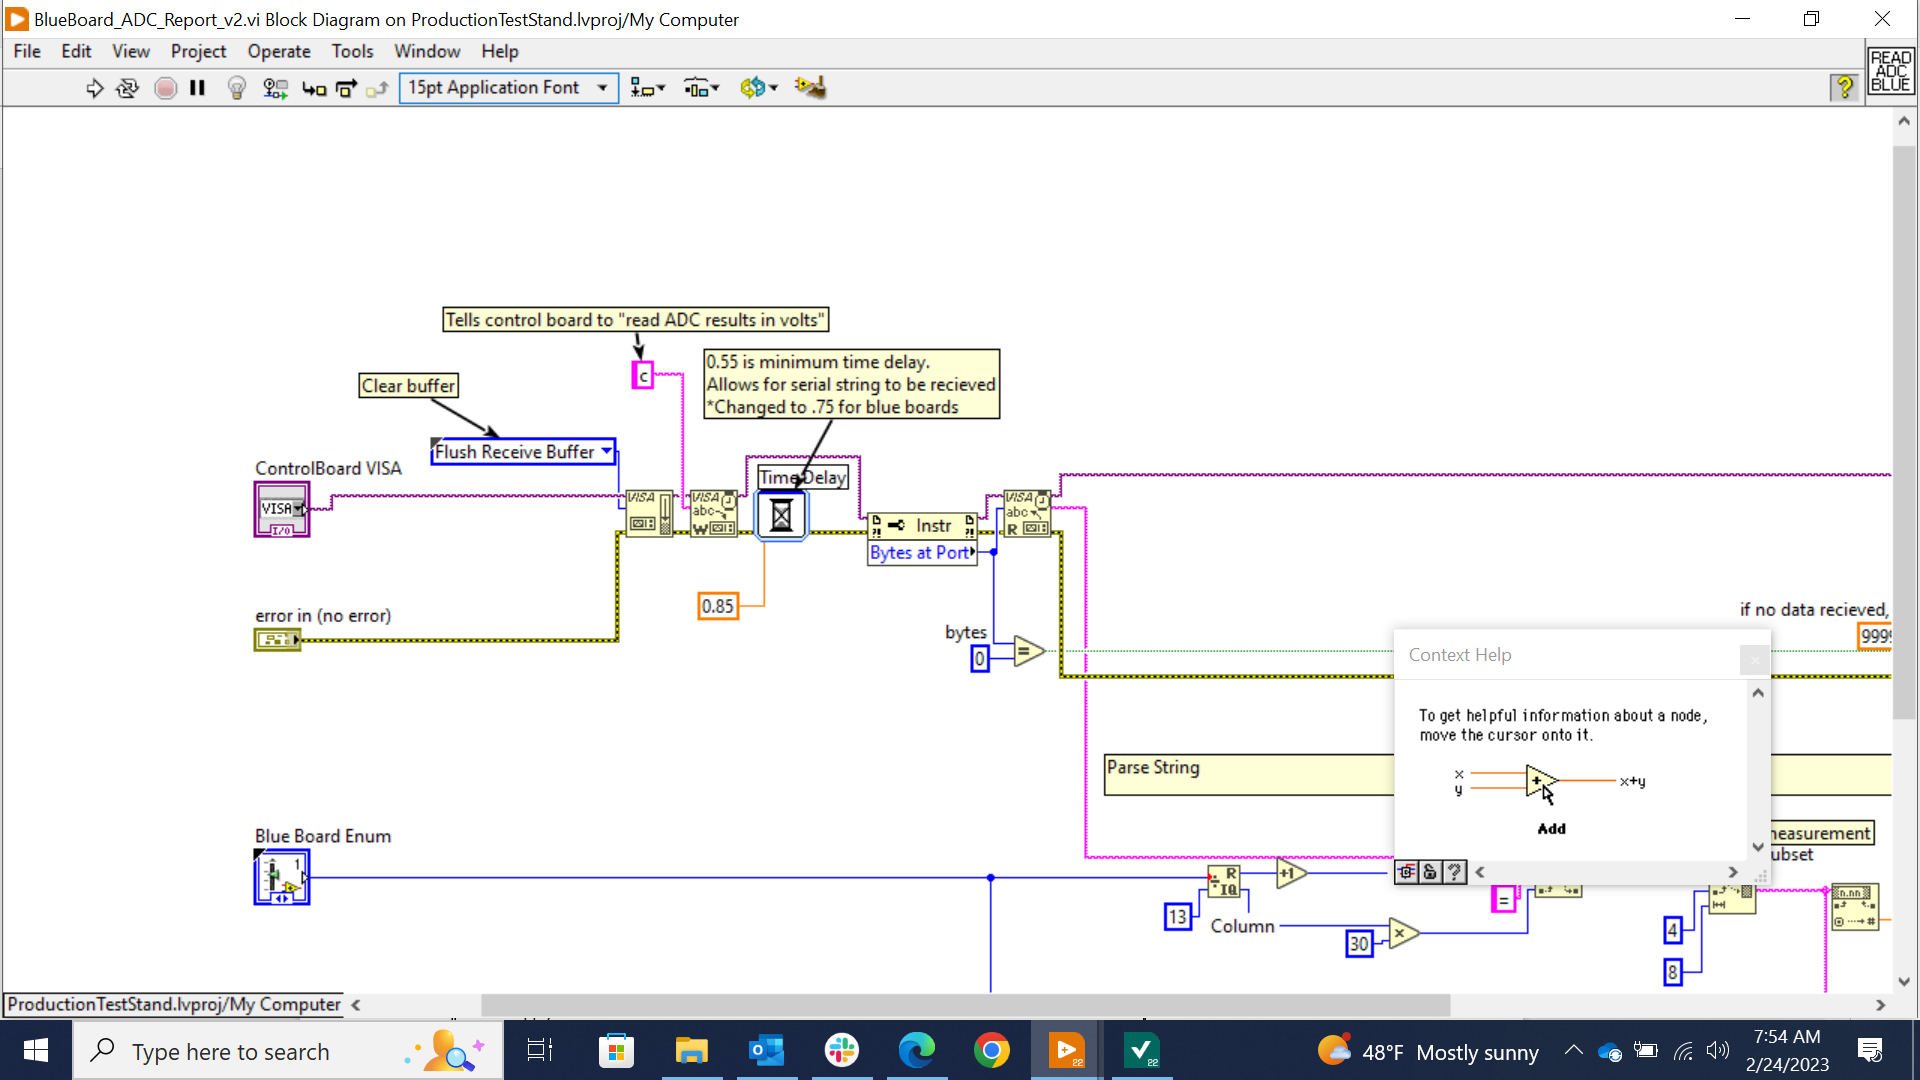 BlueBoard_ADC_Report_v2.vi Block Diagram on ProductionTestStand.lvproj/My Computer
File Edit View Project Operate Tools Window Help
15pt Application Font
READ
ADC
BLUE
Tells control board to "read ADC results in volts"
c
0.55 is minimum time delay.
Allows for serial string to be recieved
*Changed to .75 for blue boards
Clear buffer
Flush Receive Buffer
ControlBoard VISA
VISA
I/O
VISA
VISA
abc
W
Time Delay
Instr
Bytes at Port
VISA
abc
R
0.85
error in (no error)
bytes
0
=
if no data recieved,
Context Help
To get helpful information about a node,
move the cursor onto it.
x
y
+
x+y
Add
Parse String
Blue Board Enum
1
R
IQ
+1
13
Column
30
x
=
4
8
n.nn
#
ProductionTestStand.lvproj/My Computer
Type here to search
22
22
48°F Mostly sunny
7:54 AM
2/24/2023